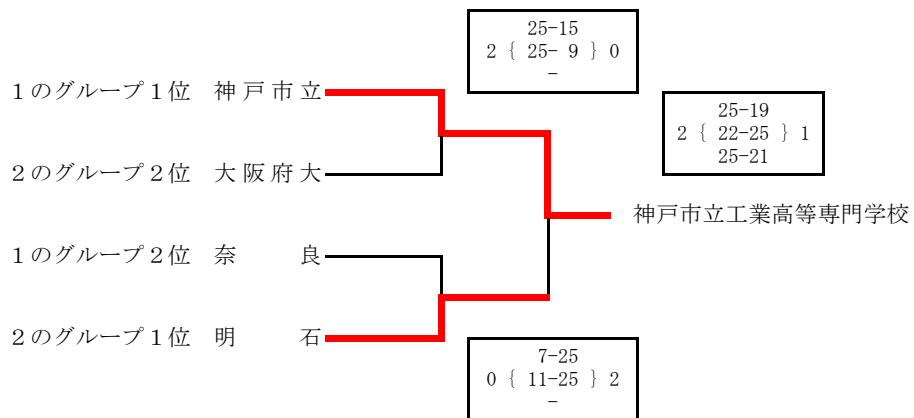 25-15
2 { 25- 9 } 0
-
1のグループ1位 神戸市立
25-19
2 { 22-25 } 1
25-21
2のグループ2位 大阪府大
神戸市立工業高等専門学校
1のグループ2位 奈 良
2のグループ1位 明 石
7-25
0 { 11-25 } 2
-